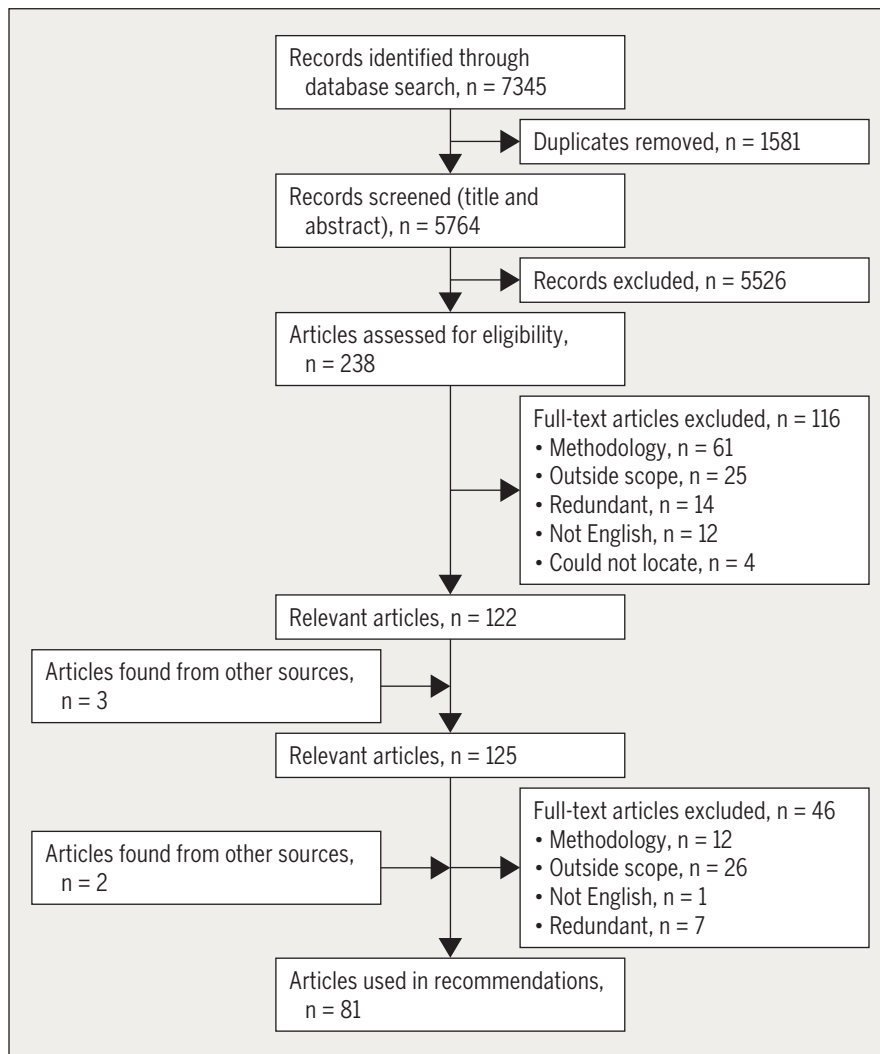 Records identified through
database search, n = 7345
Duplicates removed, n = 1581
Records screened (title and
abstract), n = 5764
Records excluded, n = 5526
Articles assessed for eligibility,
n = 238
Full-text articles excluded, n = 116
• Methodology, n = 61
• Outside scope, n = 25
• Redundant, n = 14
• Not English, n = 12
• Could not locate, n = 4
Relevant articles, n = 122
Articles found from other sources,
n = 3
Relevant articles, n = 125
Articles found from other sources,
n = 2
Full-text articles excluded, n = 46
• Methodology, n = 12
• Outside scope, n = 26
• Not English, n = 1
• Redundant, n = 7
Articles used in recommendations,
n = 81